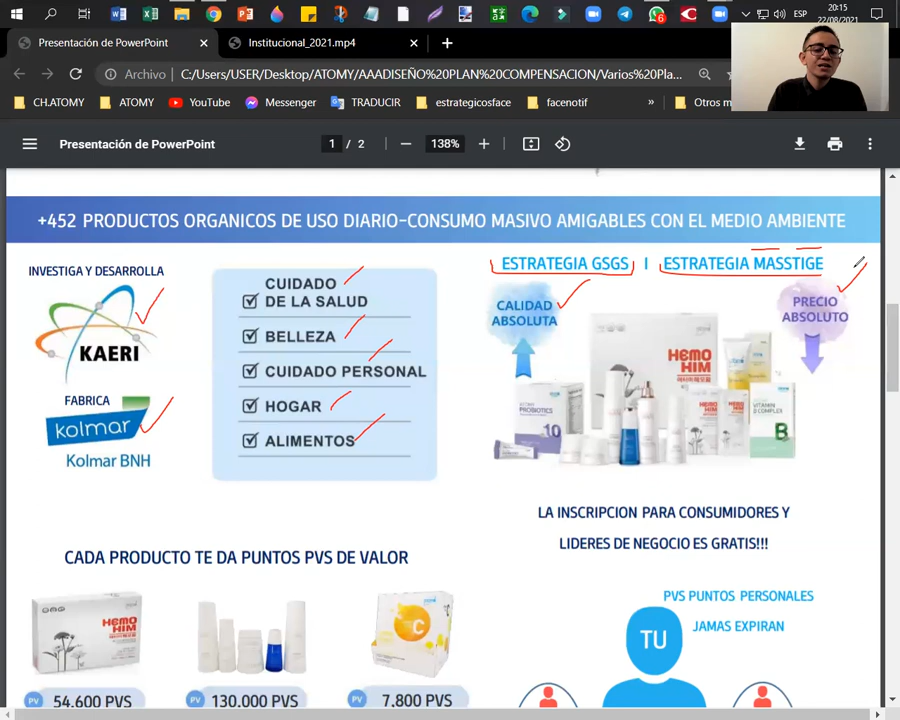 20:15
ESP
22/08/2021
Presentación de PowerPoint
Institucional_2021.mp4
Archivo
C:/Users/USER/Desktop/ATOMY/AAADISEÑO%20PLAN%20COMPENSACION/Varios%20Pla...
CH.ATOMY
ATOMY
YouTube
Messenger
TRADUCIR
estrategicosface
facenotif
»
Otros m
Presentación de PowerPoint
1 / 2
138%
+452 PRODUCTOS ORGANICOS DE USO DIARIO-CONSUMO MASIVO AMIGABLES CON EL MEDIO AMBIENTE
INVESTIGA Y DESARROLLA
KAERI
FABRICA
kolmar
Kolmar BNH
CUIDADO
DE LA SALUD
BELLEZA
CUIDADO PERSONAL
HOGAR
ALIMENTOS
ESTRATEGIA GSGS | ESTRATEGIA MASSTIGE
CALIDAD
ABSOLUTA
PRECIO
ABSOLUTO
HEMO
HIM
PROBIOTICS
10
HEMO
HIM
HEMO
HIM
VITAMIN
B COMPLEX
B
LA INSCRIPCION PARA CONSUMIDORES Y
LIDERES DE NEGOCIO ES GRATIS!!!
CADA PRODUCTO TE DA PUNTOS PVS DE VALOR
HEMO
HIM
C
PV 54,600 PVS
PV 130.000 PVS
PV 7,800 PVS
PVS PUNTOS PERSONALES
JAMAS EXPIRAN
TU